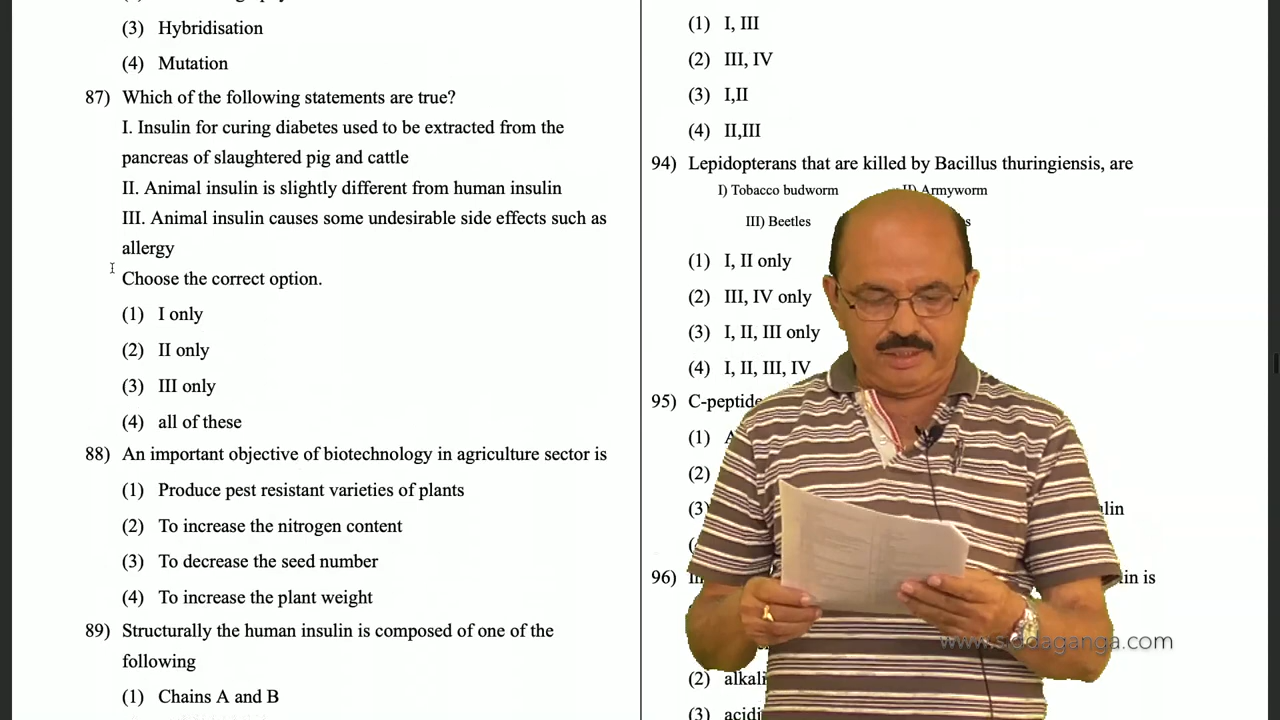 (3) Hybridisation
(4) Mutation
87) Which of the following statements are true?
I. Insulin for curing diabetes used to be extracted from the
pancreas of slaughtered pig and cattle
II. Animal insulin is slightly different from human insulin
III. Animal insulin causes some undesirable side effects such as
allergy
Choose the correct option.
(1) I only
(2) II only
(3) III only
(4) all of these
88) An important objective of biotechnology in agriculture sector is
(1) Produce pest resistant varieties of plants
(2) To increase the nitrogen content
(3) To decrease the seed number
(4) To increase the plant weight
89) Structurally the human insulin is composed of one of the
following
(1) Chains A and B
(1) I, III
(2) III, IV
(3) I,II
(4) II,III
94) Lepidopterans that are killed by Bacillus thuringiensis, are
I) Tobacco budworm II) Armyworm
III) Beetles
(1) I, II only
(2) III, IV only
(3) I, II, III only
(4) I, II, III, IV
95) C-peptide
(1)
(2)
(3)
96) is
(2)
(3)
www.siddaganga.com